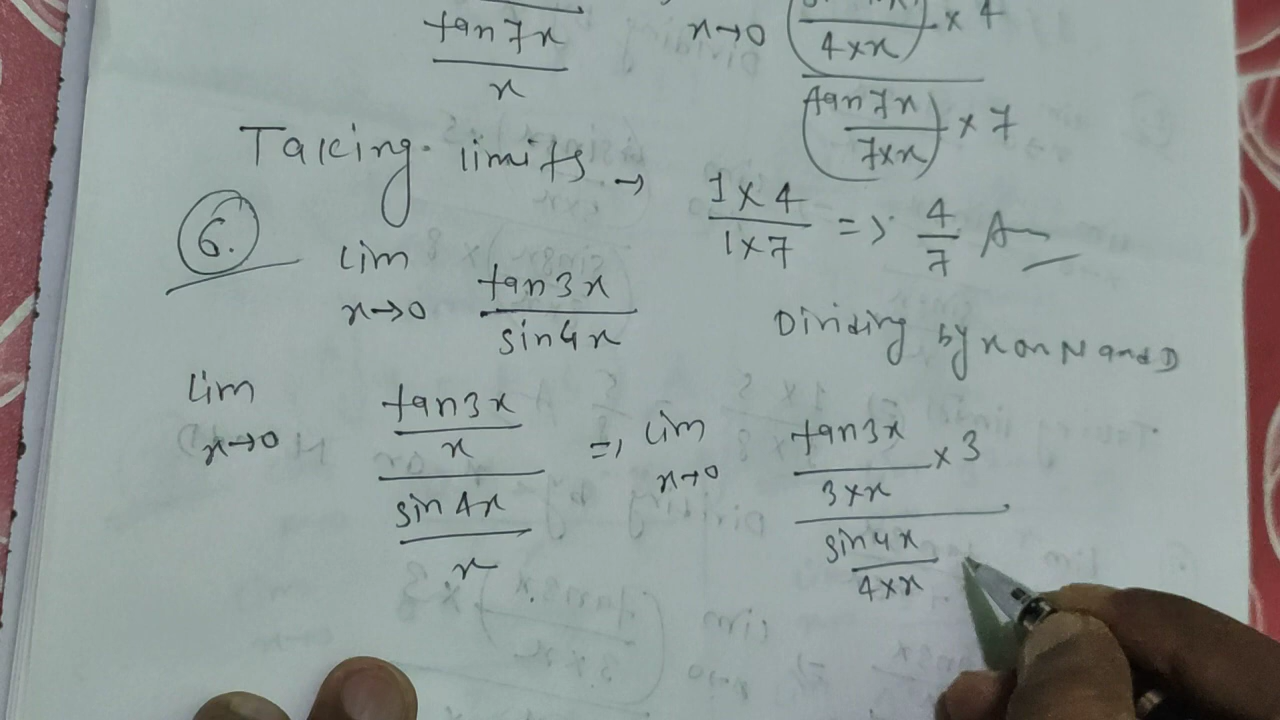 tan7x
x
x→0
4×x
×4
tan7x
7×x
×7
Taking limits →
1×4
1×7
=> 4/7 Ans
6.
lim
x→0
tan3x
sin4x
Dividing by x on N and D
lim
x→0
tan3x
x
sin4x
x
=> lim
x→0
tan3x
3×x
×3
sin4x
4×x